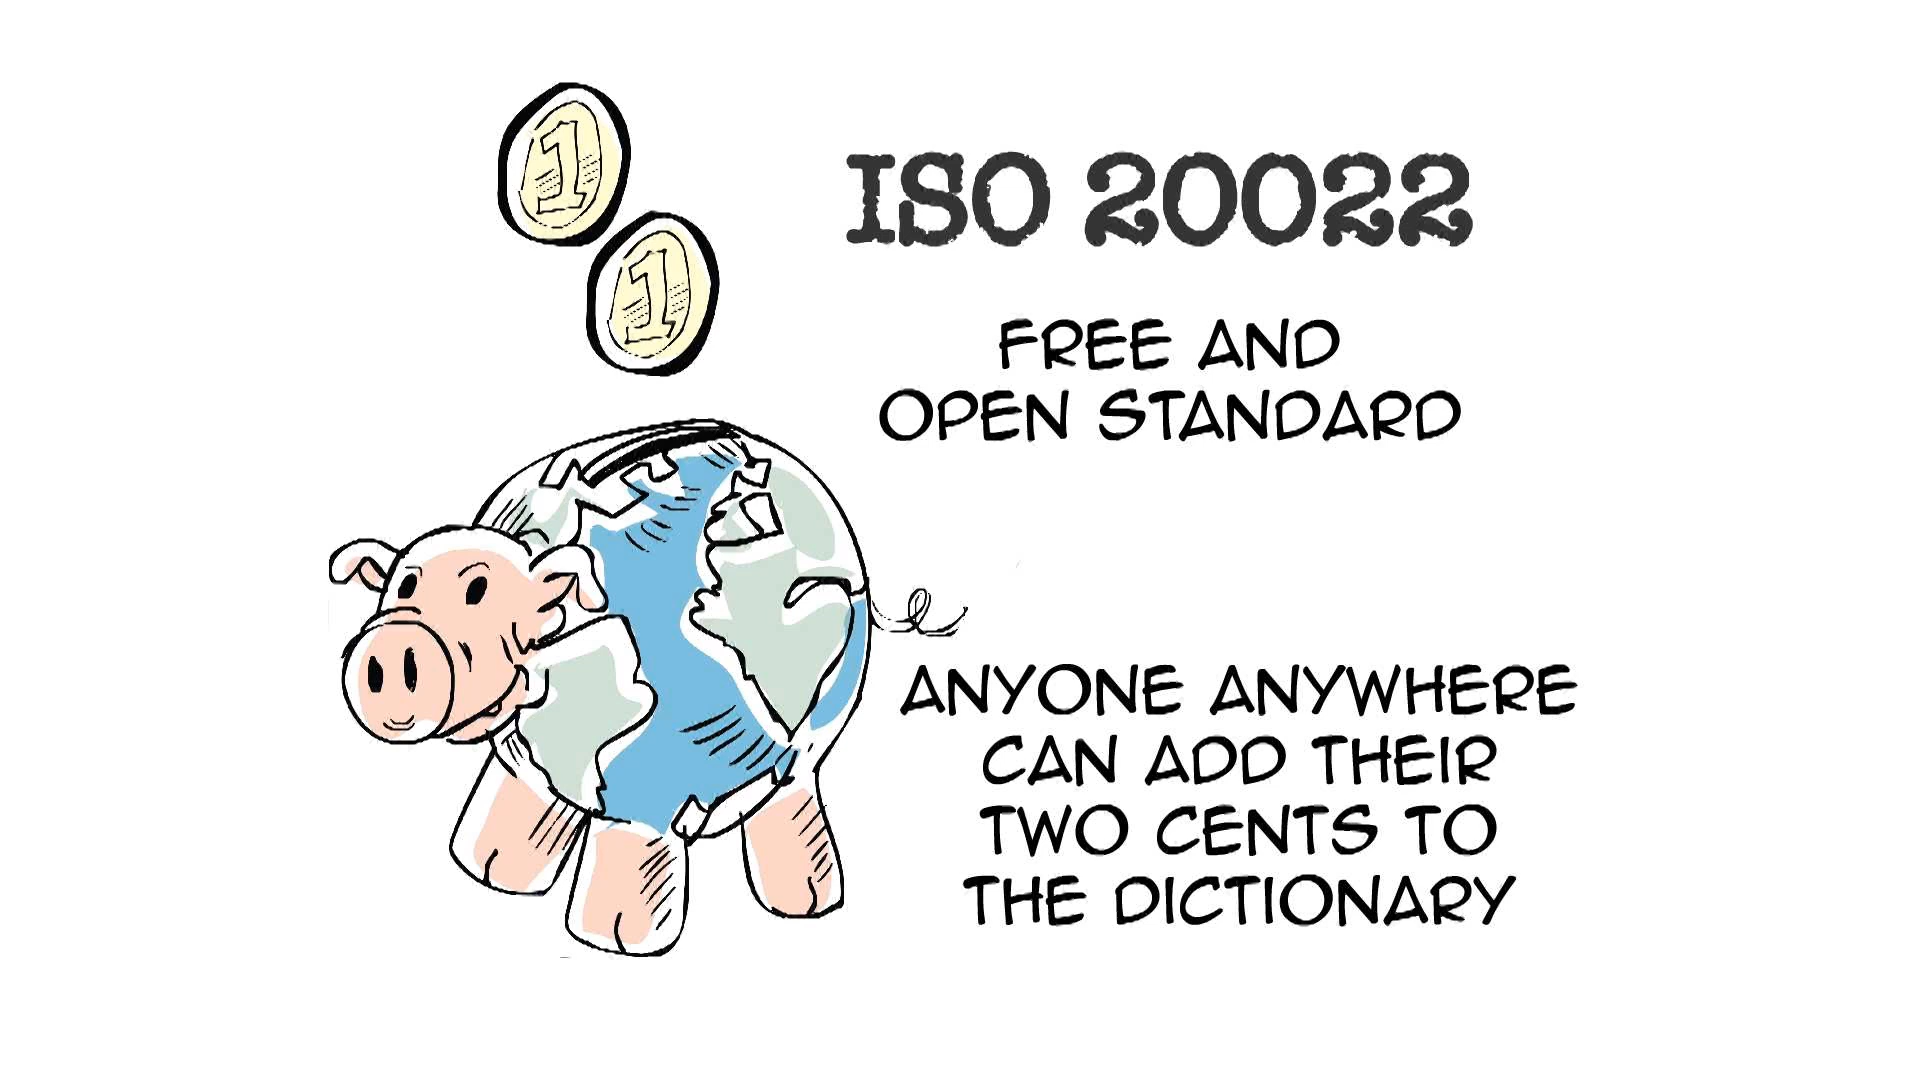 1
1
ISO 20022
FREE AND
OPEN STANDARD
ANYONE ANYWHERE
CAN ADD THEIR
TWO CENTS TO
THE DICTIONARY